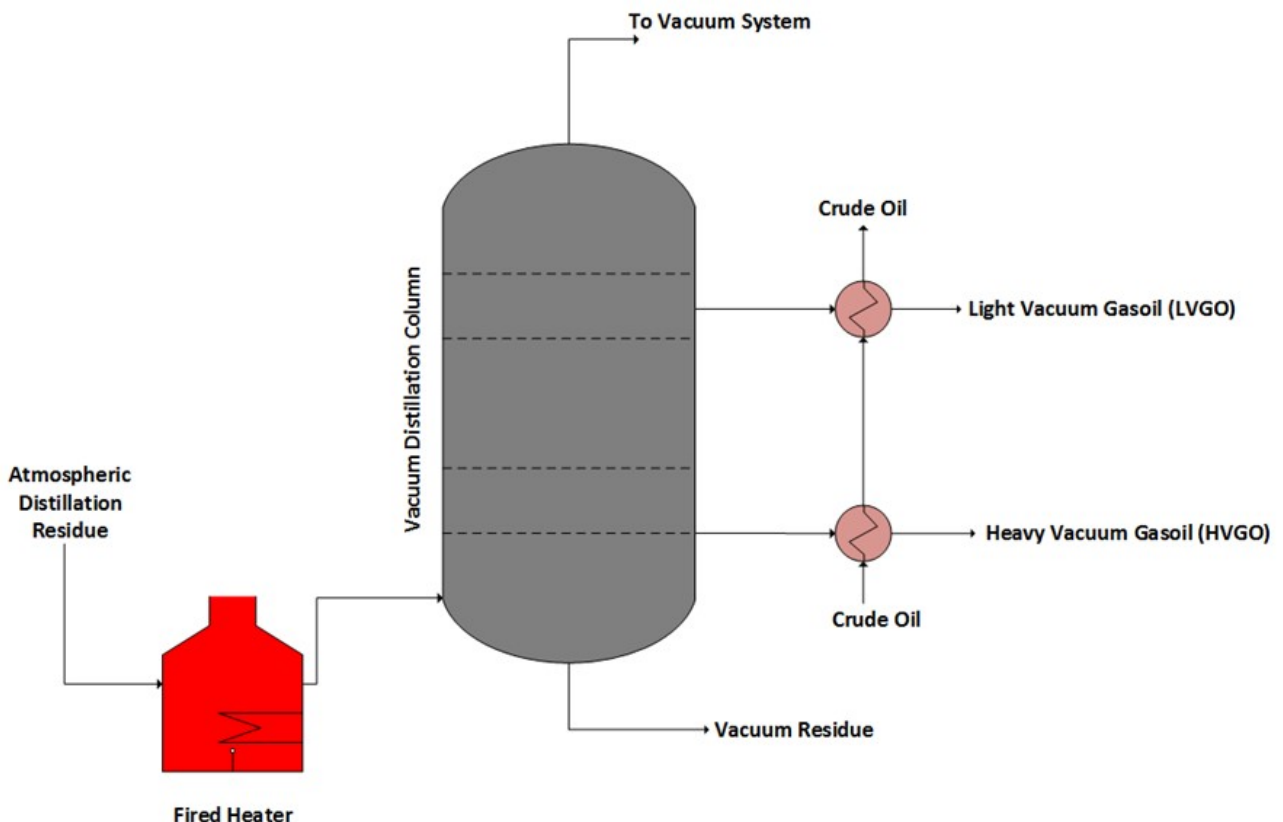 To Vacuum System
Crude Oil
Light Vacuum Gasoil (LVGO)
Vacuum Distillation Column
Atmospheric
Distillation
Residue
Heavy Vacuum Gasoil (HVGO)
Crude Oil
Vacuum Residue
Fired Heater